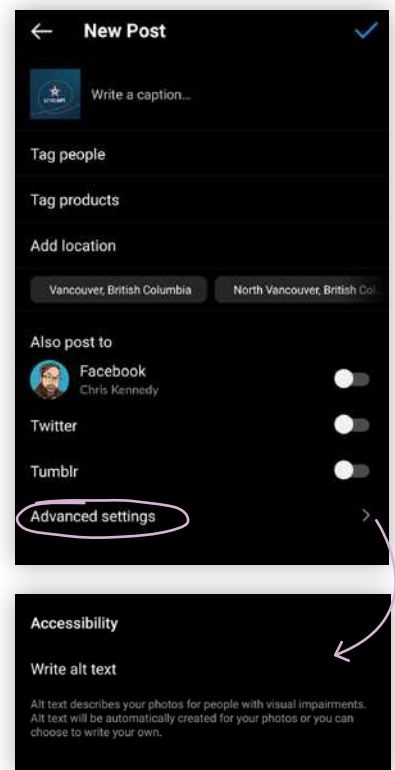 New Post
Write a caption...
Tag people
Tag products
Add location
Vancouver, British Columbia North Vancouver, British Col
Also post to
Facebook
Chris Kennedy
Twitter
Tumblr
Advanced settings
Accessibility
Write alt text
Alt text describes your photos for people with visual impairments.
Alt text will be automatically created for your photos or you can
choose to write your own.